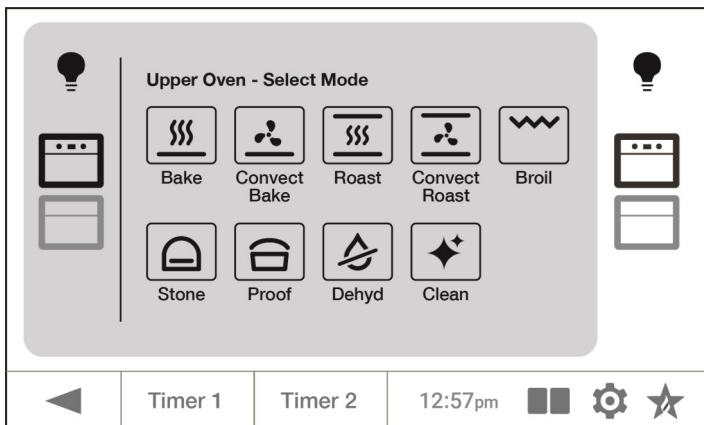 Upper Oven - Select Mode
Bake
Convect
Bake
Roast
Convect
Roast
Broil
Stone
Proof
Dehyd
Clean
Timer 1
Timer 2
12:57pm